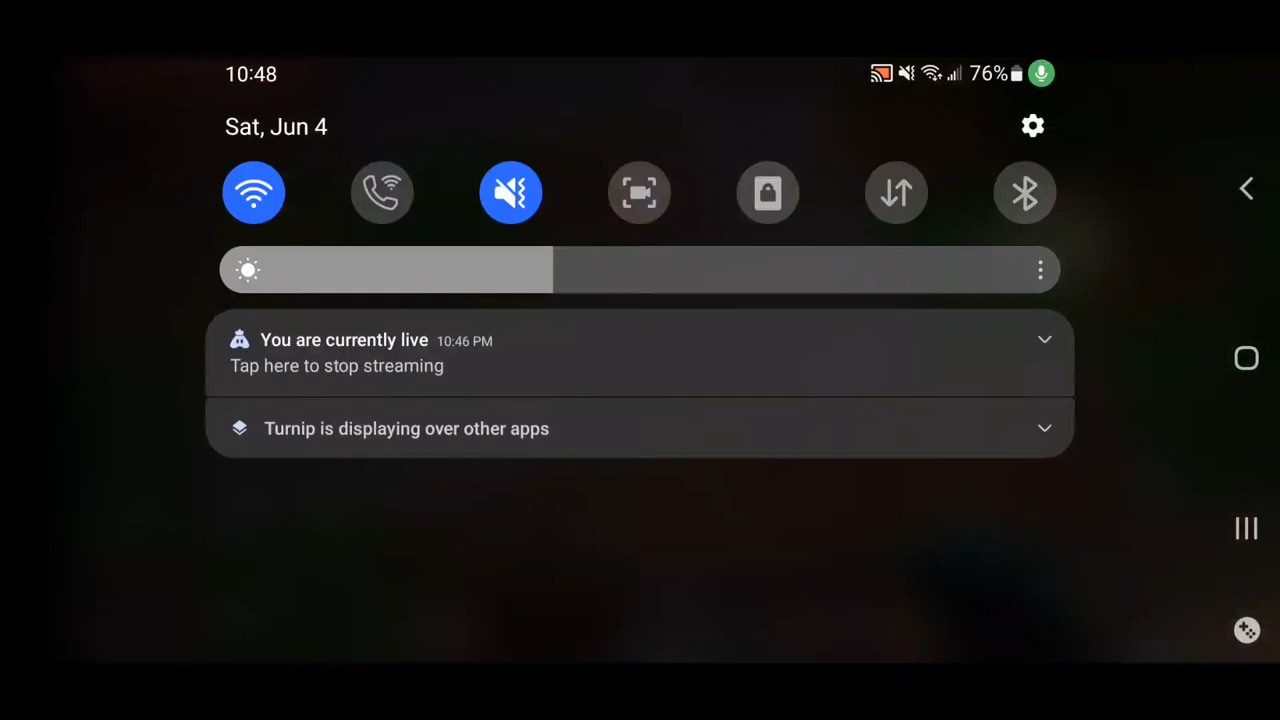 10:48
76%
Sat, Jun 4
You are currently live 10:46 PM
Tap here to stop streaming
Turnip is displaying over other apps